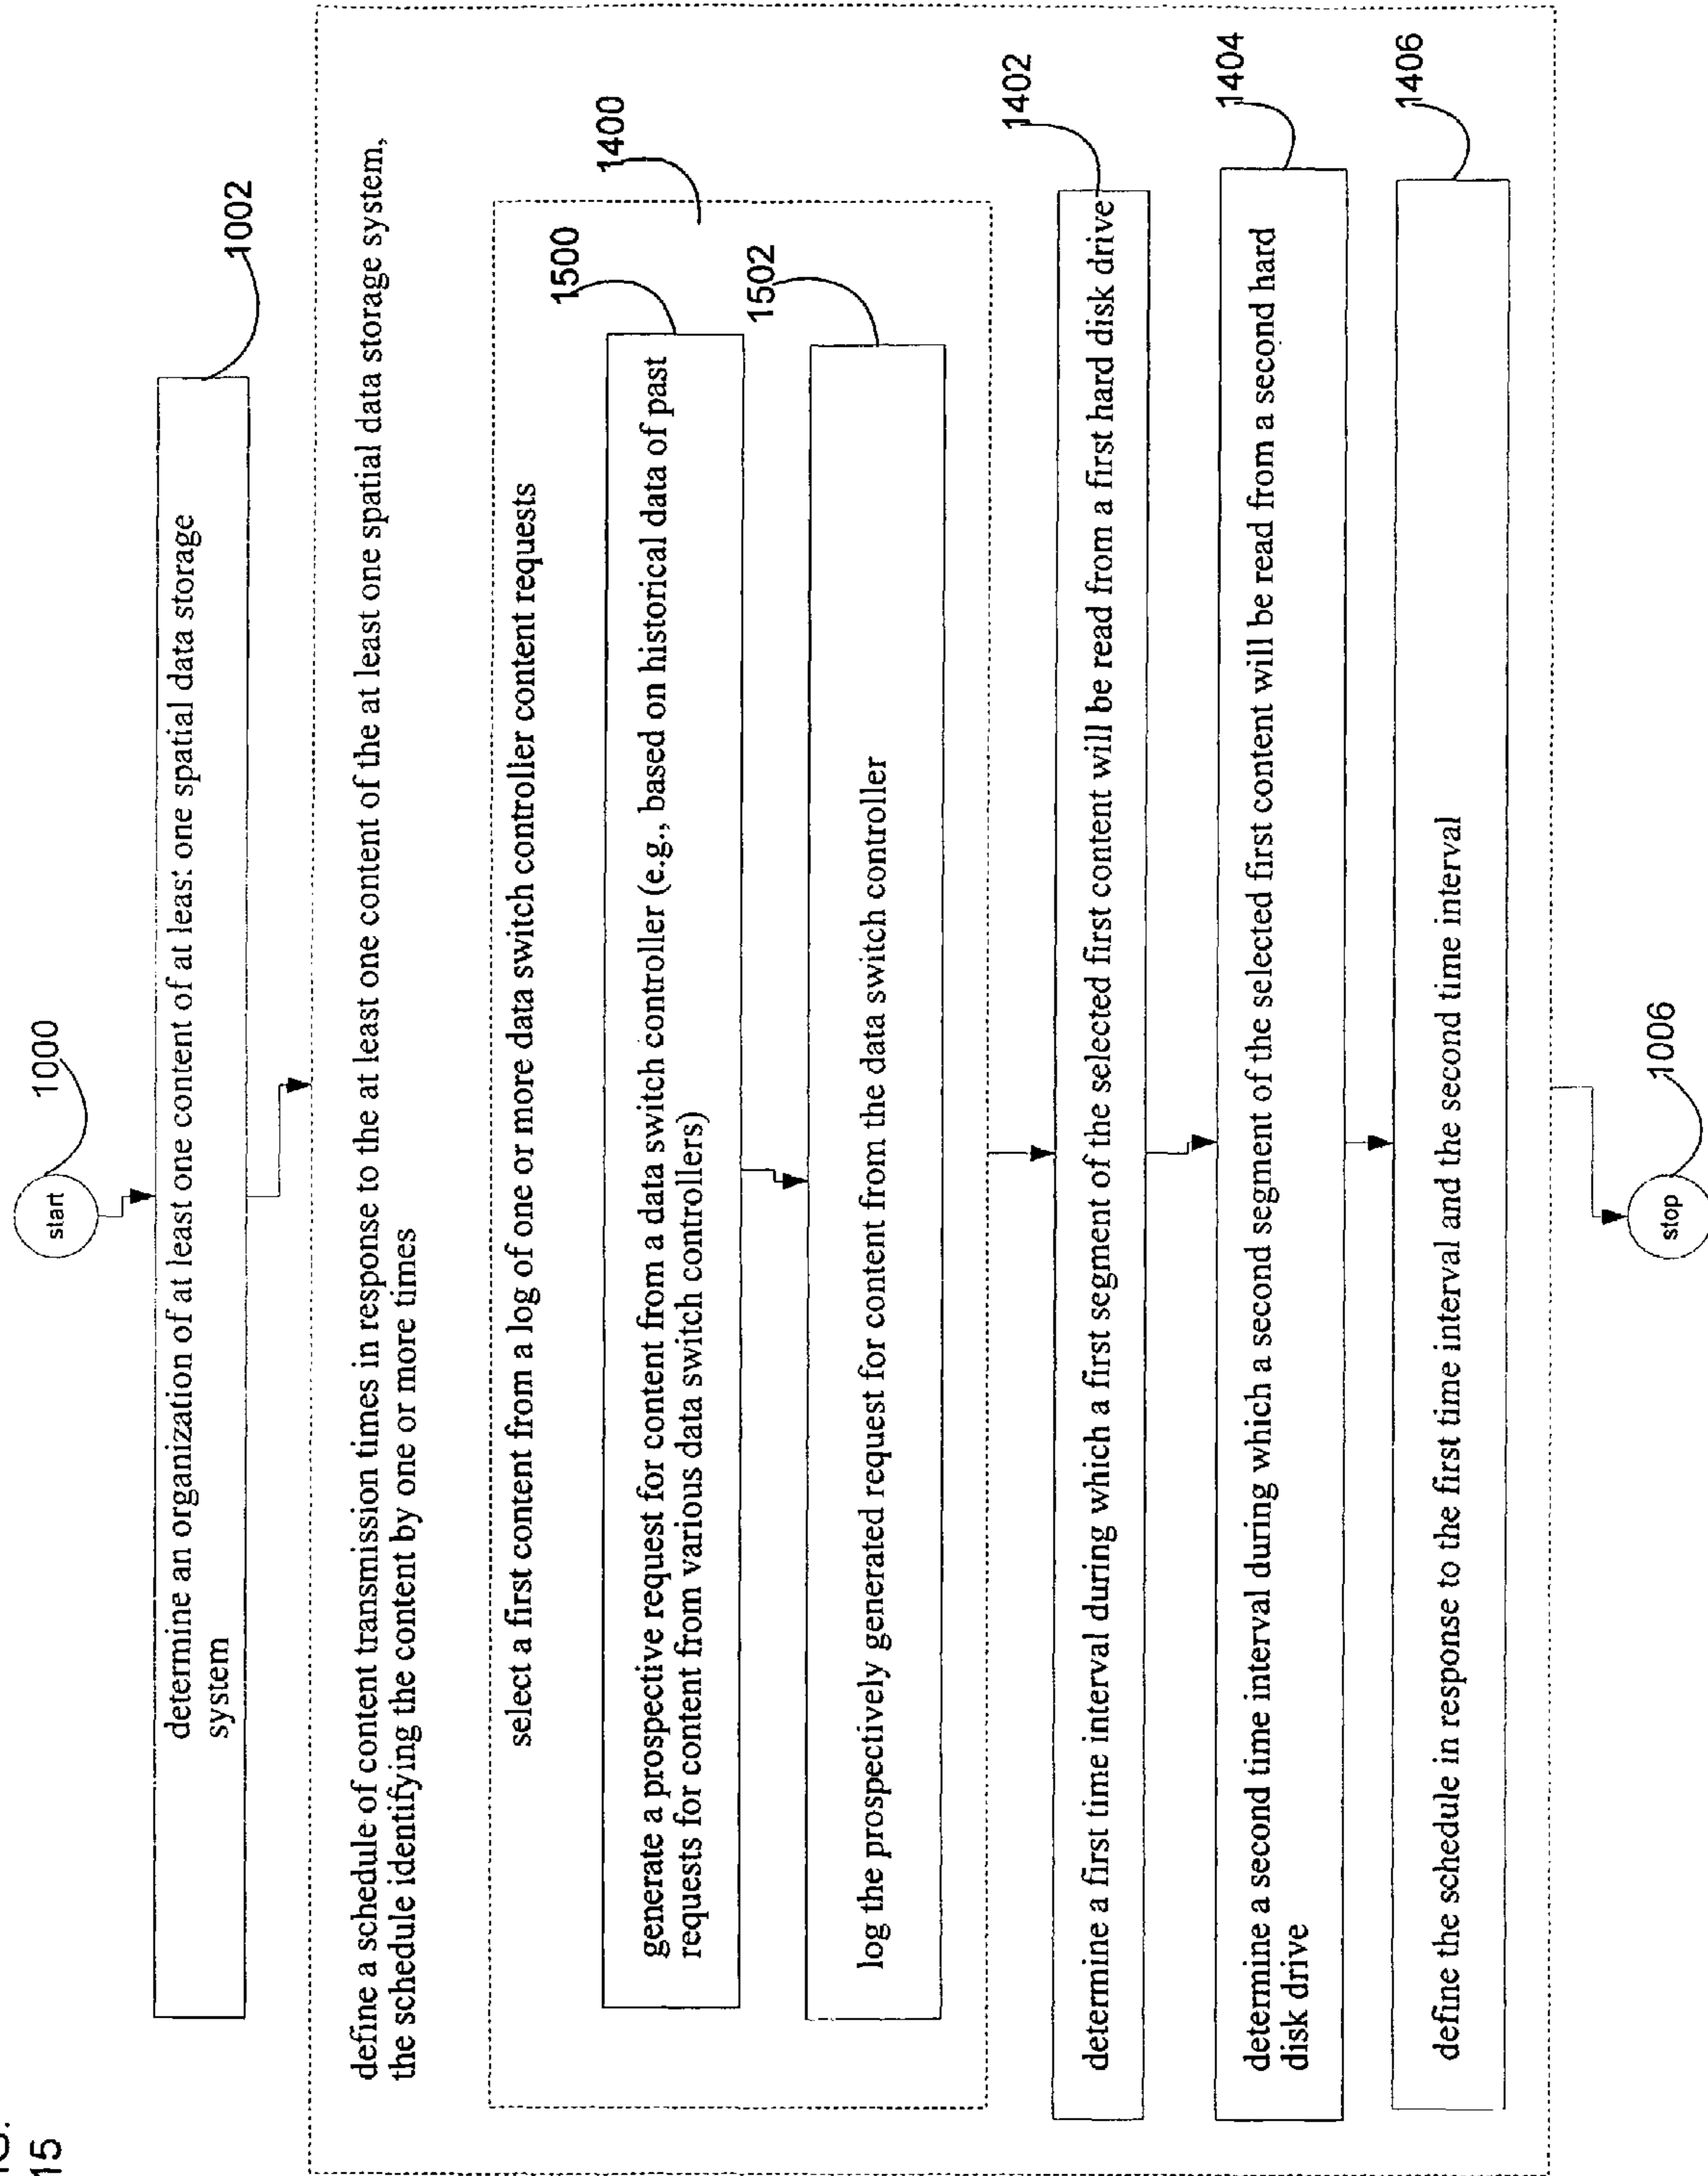 15
start
1000
determine an organization of at least one content of at least one spatial data storage
system
1002
define a schedule of content transmission times in response to the at least one content of the at least one spatial data storage system,
the schedule identifying the content by one or more times
select a first content from a log of one or more data switch controller content requests
1400
generate a prospective request for content from a data switch controller (e.g., based on historical data of past
requests for content from various data switch controllers)
1500
log the prospectively generated request for content from the data switch controller
1502
determine a first time interval during which a first segment of the selected first content will be read from a first hard disk drive
1402
determine a second time interval during which a second segment of the selected first content will be read from a second hard
disk drive
1404
define the schedule in response to the first time interval and the second time interval
1406
stop
1006